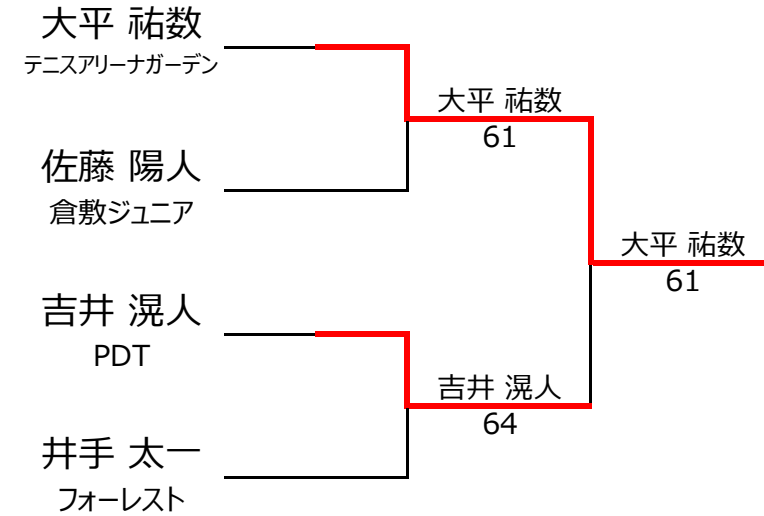 大平 祐数
テニスアリーナガーデン
大平 祐数
61
佐藤 陽人
倉敷ジュニア
大平 祐数
61
吉井 滉人
PDT
吉井 滉人
64
井手 太一
フォーレスト